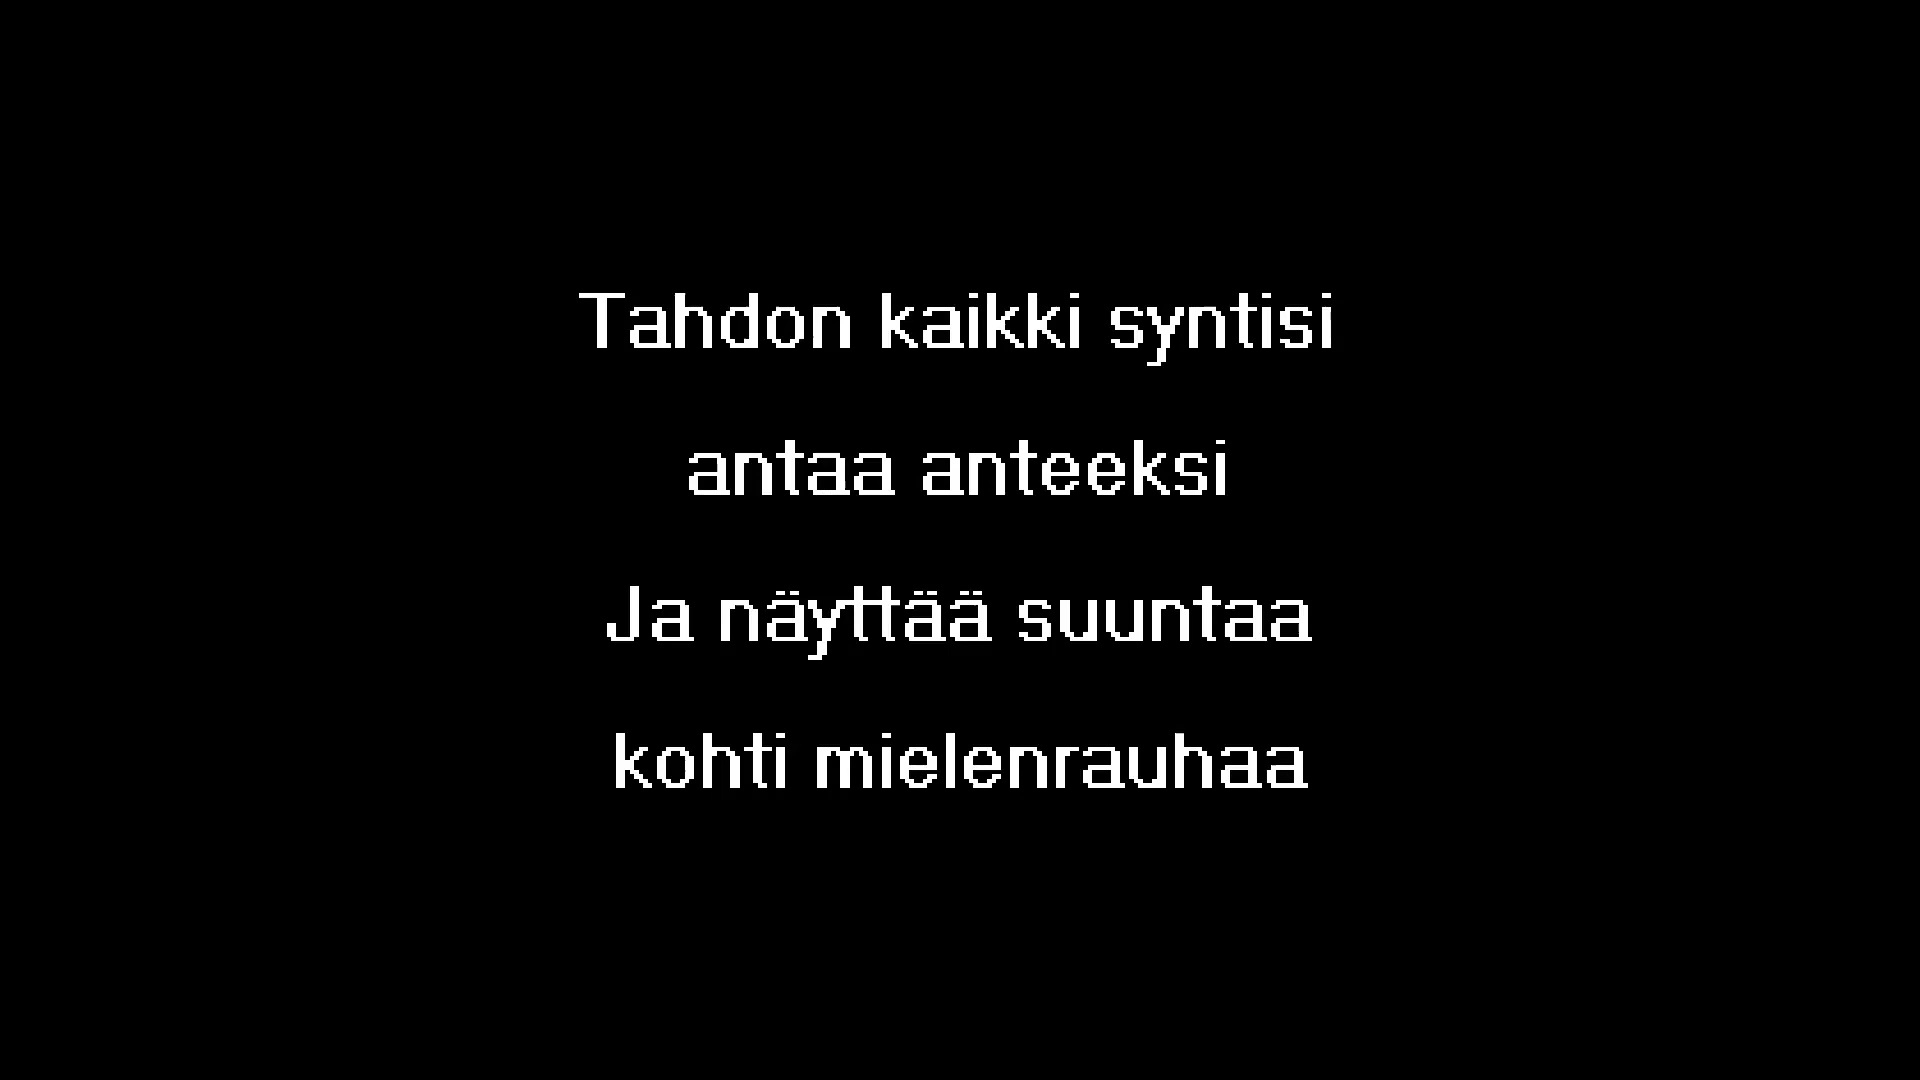 Tahdon kaikki syntisi
antaa anteeksi
Ja näyttää suuntaa
kohti mielenrauhaa